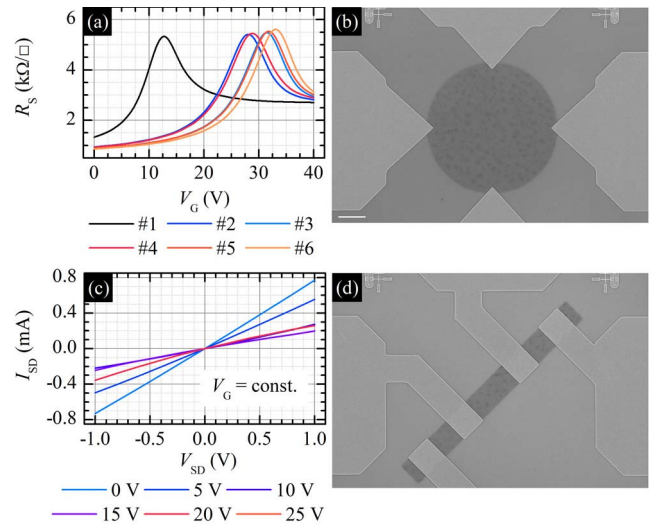 (a)
6
4
2
R_S (kΩ/□)
0 10 20 30 40
V_G (V)
#1 #2 #3
#4 #5 #6
(b)
(c)
0.8
0.4
0.0
-0.4
-0.8
I_SD (mA)
V_G = const.
-1.0 -0.5 0.0 0.5 1.0
V_SD (V)
0 V 5 V 10 V
15 V 20 V 25 V
(d)